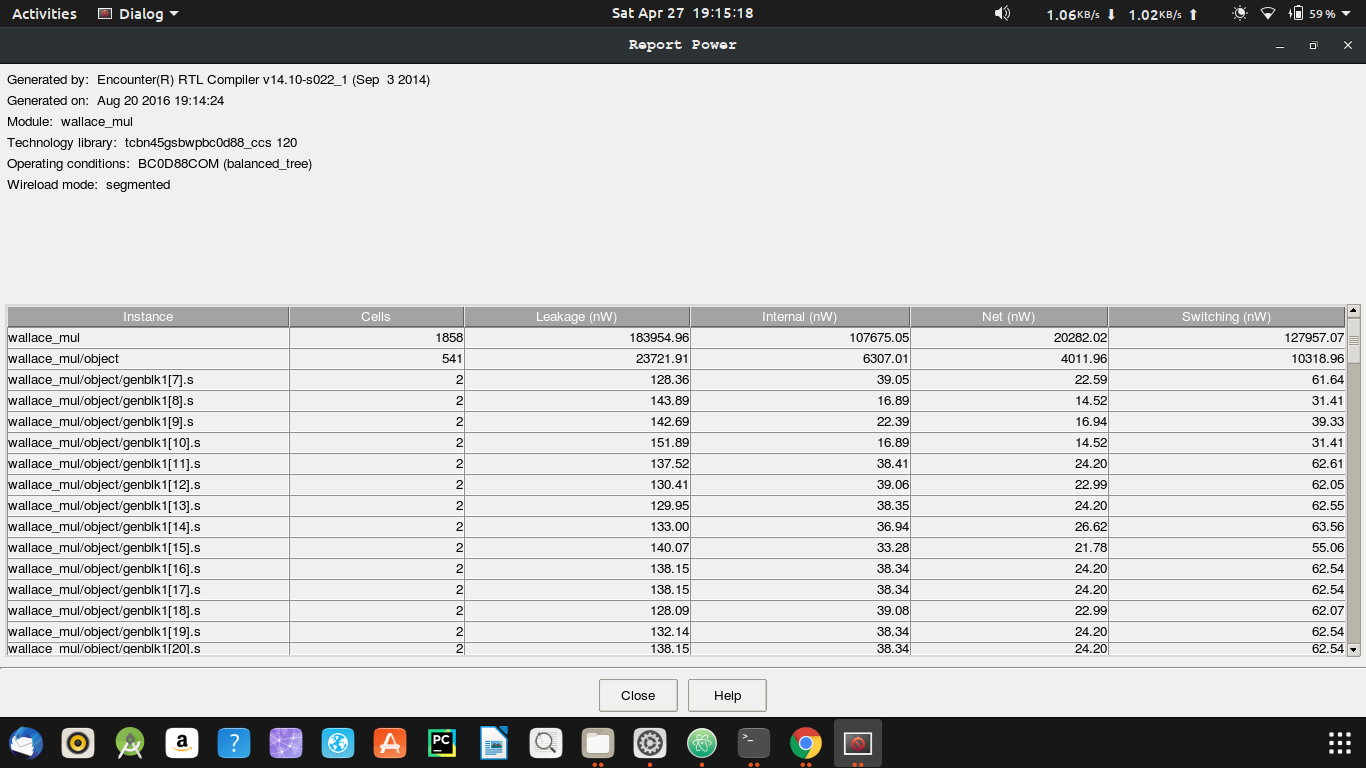 Activities Dialog Sat Apr 27 19:15:18 1.06KB/s 1.02KB/s 59 %
Report Power
Generated by: Encounter(R) RTL Compiler v14.10-s022_1 (Sep 3 2014)
Generated on: Aug 20 2016 19:14:24
Module: wallace_mul
Technology library: tcbn45gsbwpbc0d88_ccs 120
Operating conditions: BC0D88COM (balanced_tree)
Wireload mode: segmented
Instance Cells Leakage (nW) Internal (nW) Net (nW) Switching (nW)
wallace_mul 1858 183954.96 107675.05 20282.02 127957.07
wallace_mul/object 541 23721.91 6307.01 4011.96 10318.96
wallace_mul/object/genblk1[7].s 2 128.36 39.05 22.59 61.64
wallace_mul/object/genblk1[8].s 2 143.89 16.89 14.52 31.41
wallace_mul/object/genblk1[9].s 2 142.69 22.39 16.94 39.33
wallace_mul/object/genblk1[10].s 2 151.89 16.89 14.52 31.41
wallace_mul/object/genblk1[11].s 2 137.52 38.41 24.20 62.61
wallace_mul/object/genblk1[12].s 2 130.41 39.06 22.99 62.05
wallace_mul/object/genblk1[13].s 2 129.95 38.35 24.20 62.55
wallace_mul/object/genblk1[14].s 2 133.00 36.94 26.62 63.56
wallace_mul/object/genblk1[15].s 2 140.07 33.28 21.78 55.06
wallace_mul/object/genblk1[16].s 2 138.15 38.34 24.20 62.54
wallace_mul/object/genblk1[17].s 2 138.15 38.34 24.20 62.54
wallace_mul/object/genblk1[18].s 2 128.09 39.08 22.99 62.07
wallace_mul/object/genblk1[19].s 2 132.14 38.34 24.20 62.54
wallace_mul/object/genblk1[20].s 2 138.15 38.34 24.20 62.54
Close Help
a ? PC >_